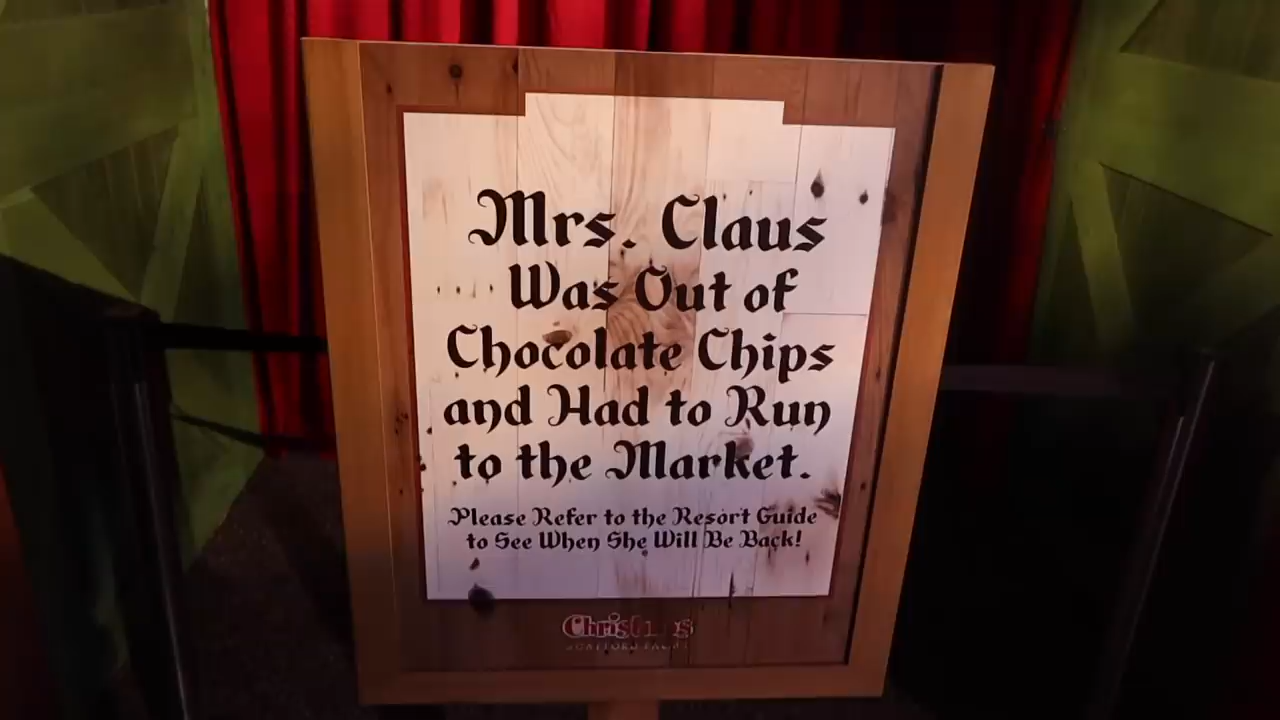 Mrs. Claus
Was Out of
Chocolate Chips
and Had to Run
to the Market.
Please Refer to the Resort Guide
to See When She Will Be Back!
Christmas